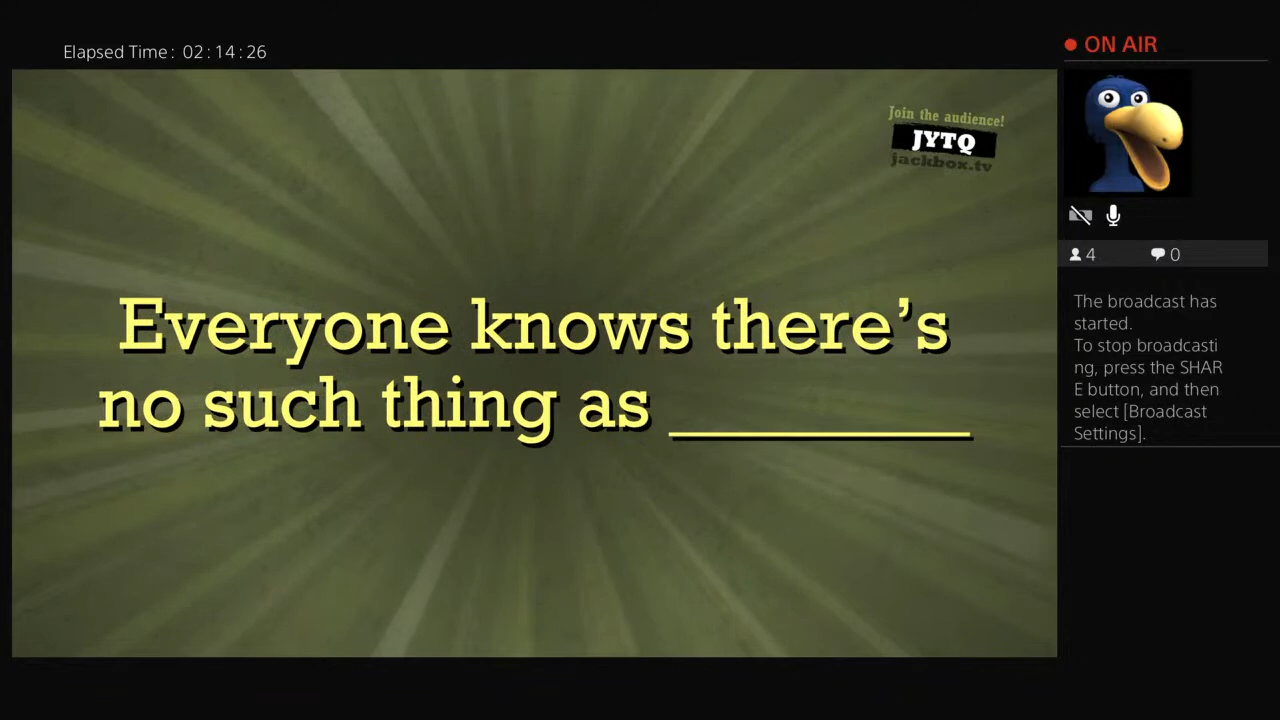 Elapsed Time: 02:14:26
ON AIR
Join the audience!
JYTQ
jackbox.tv
Everyone knows there's
no such thing as __________
4
0
The broadcast has
started.
To stop broadcasti
ng, press the SHAR
E button, and then
select [Broadcast
Settings].